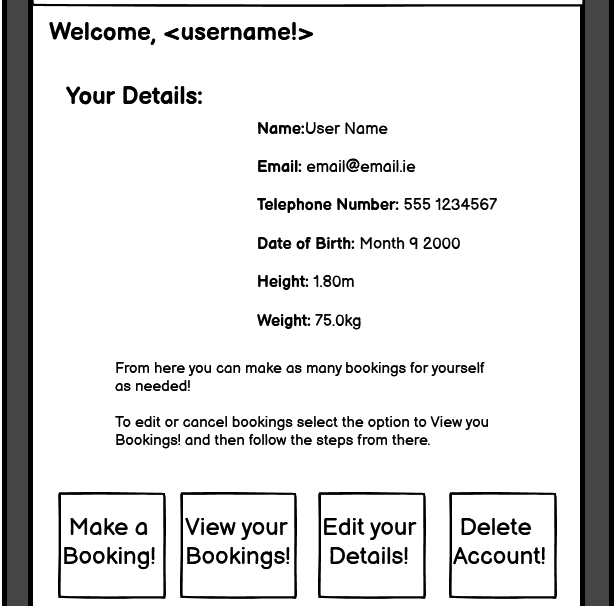 Welcome, <username!>
Your Details:
Name:User Name
Email: email@email.ie
Telephone Number: 555 1234567
Date of Birth: Month 9 2000
Height: 1.80m
Weight: 75.0kg
From here you can make as many bookings for yourself
as needed!
To edit or cancel bookings select the option to View you
Bookings! and then follow the steps from there.
Make a
Booking!
View your
Bookings!
Edit your
Details!
Delete
Account!